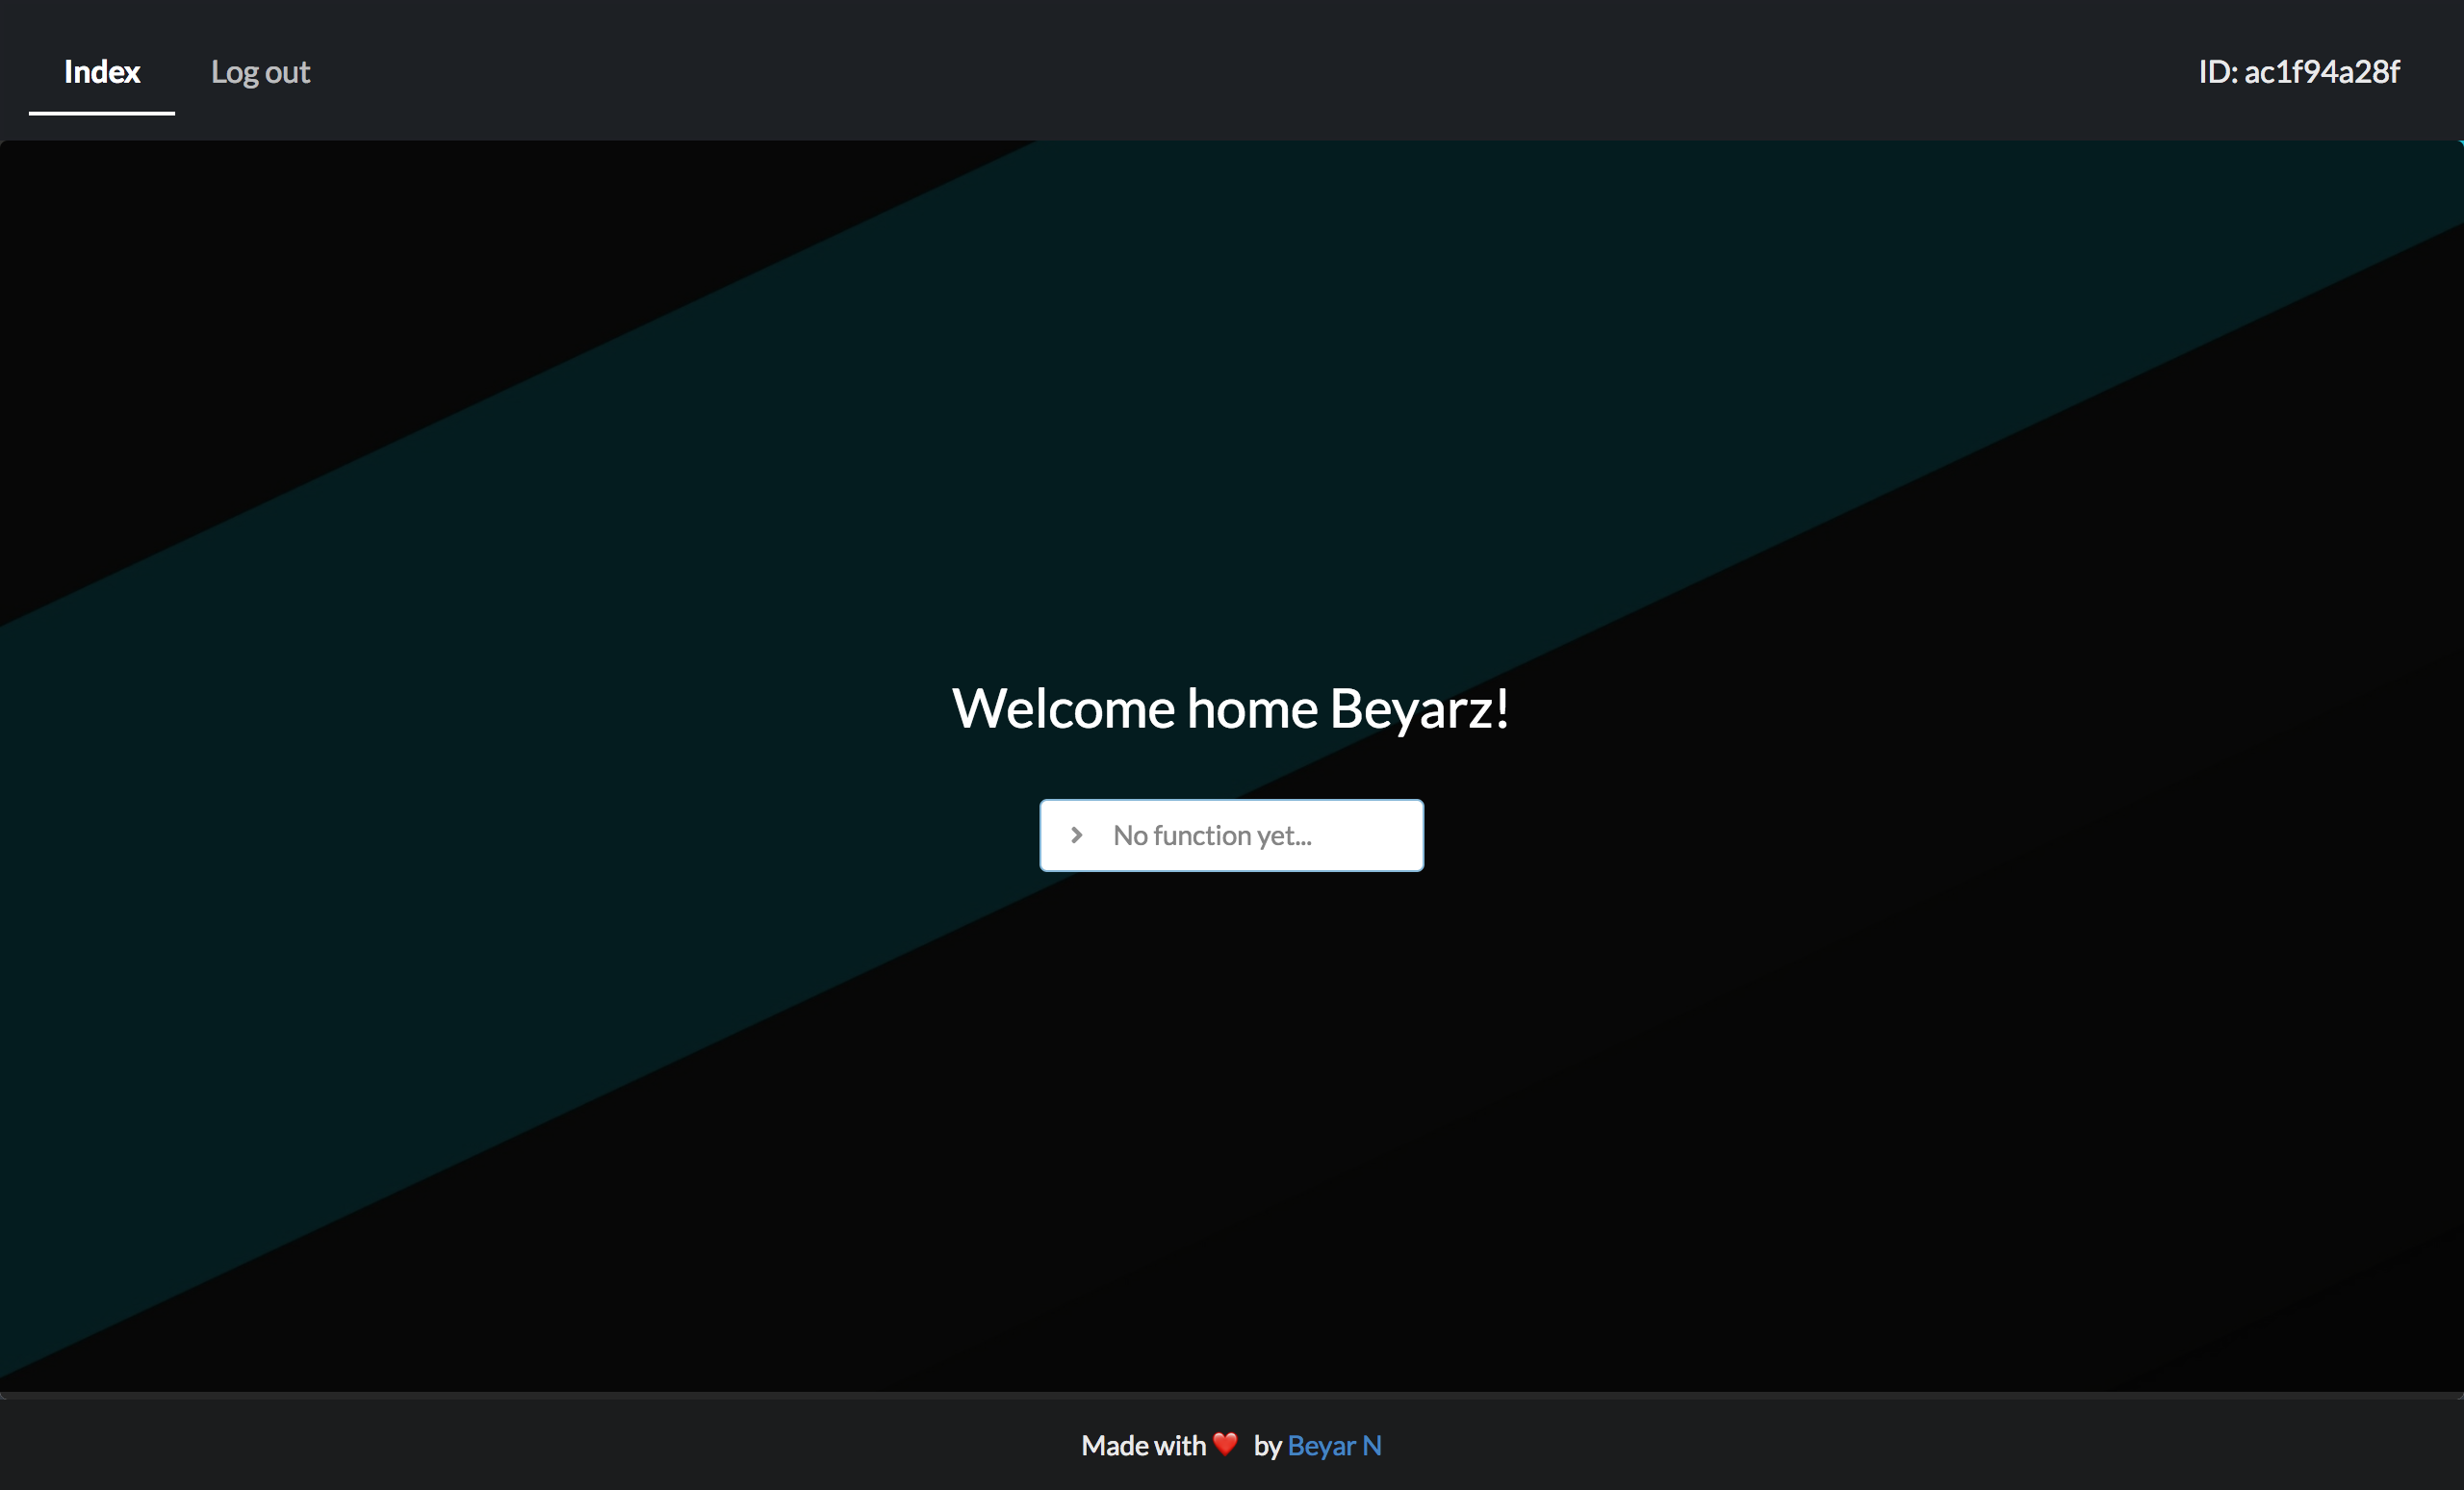 Index Log out ID: ac1f94a28f
Welcome home Beyarz!
No function yet...
Made with ❤️ by Beyar N